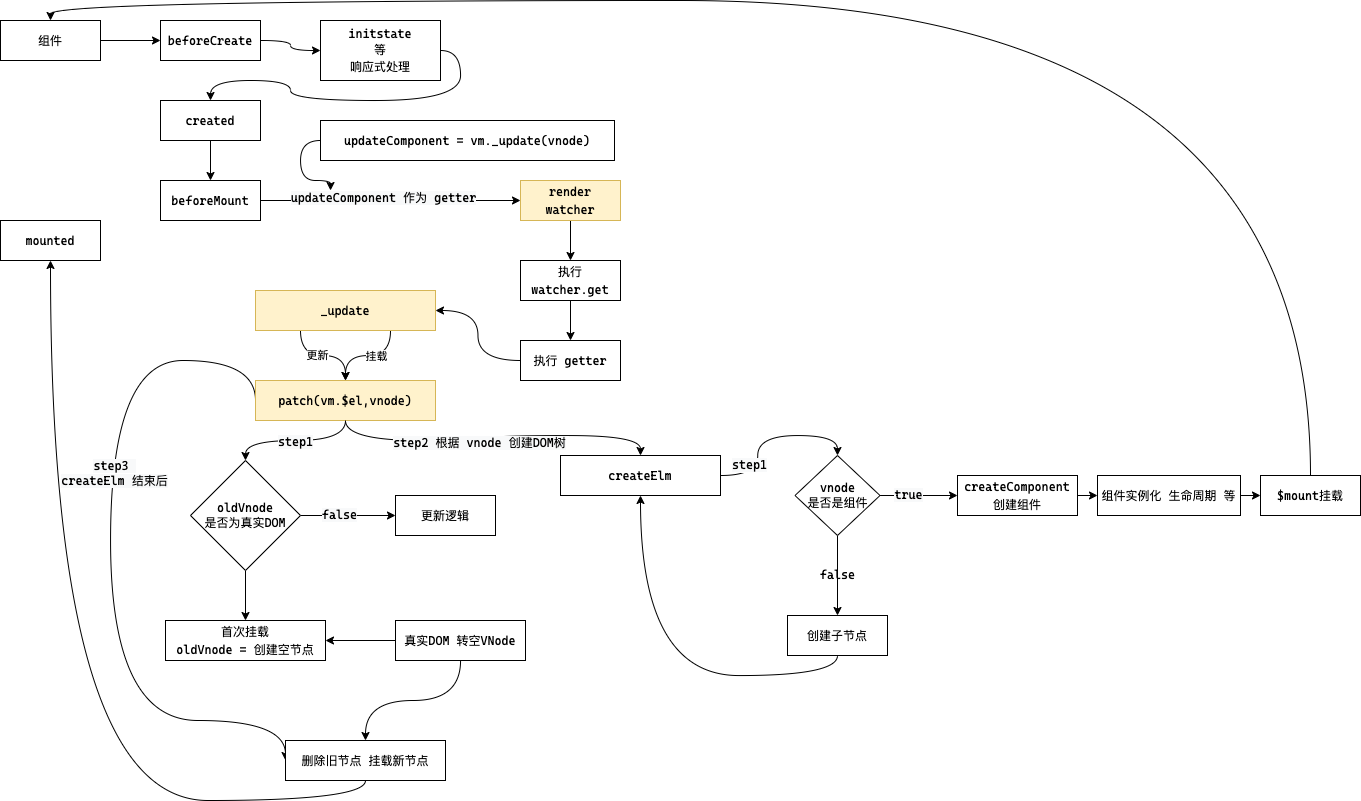 组件
beforeCreate
initstate
等
响应式处理
created
updateComponent = vm._update(vnode)
beforeMount
updateComponent 作为 getter
render
watcher
mounted
执行
watcher.get
_update
执行 getter
更新
挂载
patch(vm.$el,vnode)
step1
step2 根据 vnode 创建DOM树
step3
createElm 结束后
createElm
step1
vnode
是否是组件
true
createComponent
创建组件
组件实例化 生命周期 等
$mount挂载
oldVnode
是否为真实DOM
false
更新逻辑
false
首次挂载
oldVnode = 创建空节点
真实DOM 转空VNode
创建子节点
删除旧节点 挂载新节点